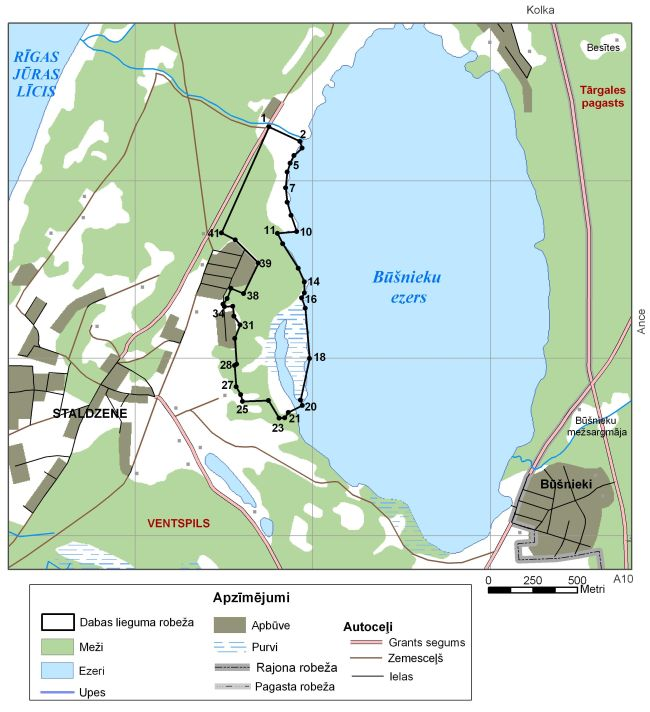 Kolka
RĪGAS
JŪRAS
LĪCIS
Besītes
Tārgales
pagasts
1
2
5
7
10
11
41
39
14
38
16
34
31
18
28
27
25
20
21
23
Būšnieku
ezers
Ance
STALDZENE
Būšnieku
mežsargmāja
Būšnieki
VENTSPILS
A10
0 250 500
Metri
Apzīmējumi
Dabas lieguma robeža
Meži
Ezeri
Upes
Apbūve
Purvi
Rajona robeža
Pagasta robeža
Autoceļi
Grants segums
Zemesceļš
Ielas